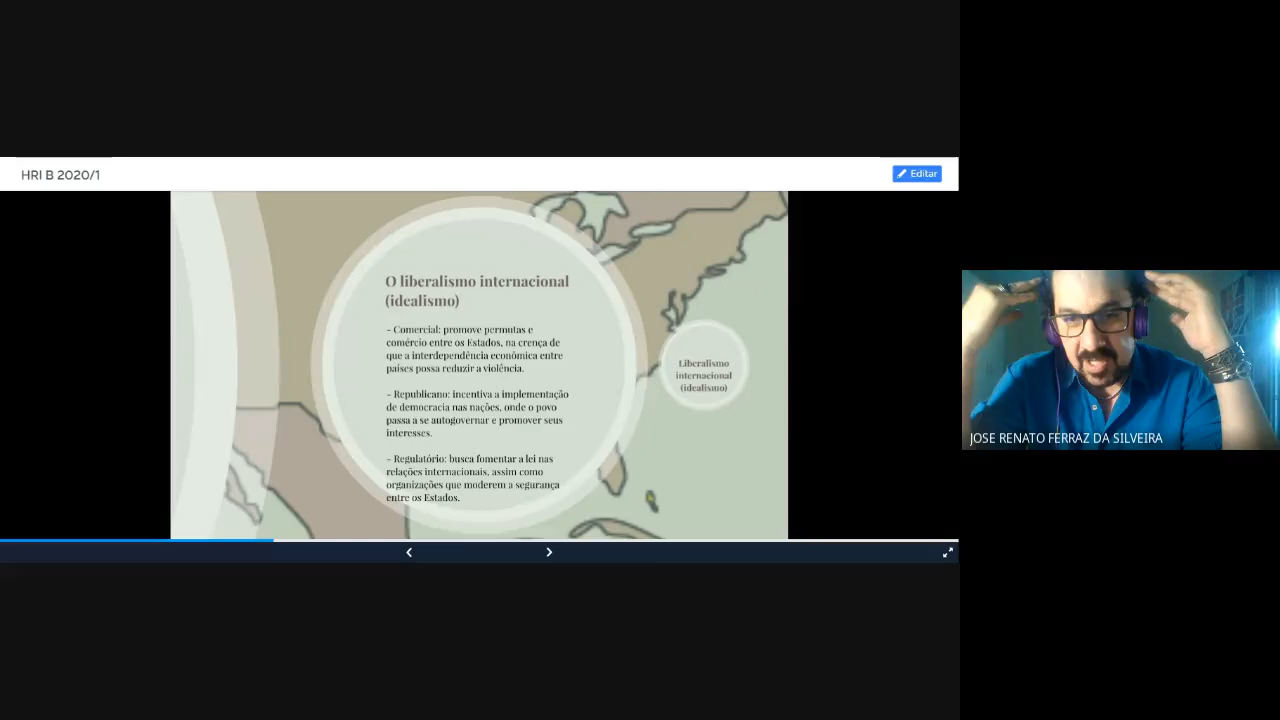 HRI B 2020/1
Editar
O liberalismo internacional
(idealismo)
- Comercial: promove permutas e
comércio entre os Estados, na crença de
que a interdependência econômica entre
países possa reduzir a violência.
- Republicano: incentiva a implementação
de democracia nas nações, onde o povo
passa a se autogovernar e promover seus
interesses.
- Regulatório: busca fomentar a lei nas
relações internacionais, assim como
organizações que moderem a segurança
entre os Estados.
Liberalismo
internacional
(idealismo)
JOSE RENATO FERRAZ DA SILVEIRA